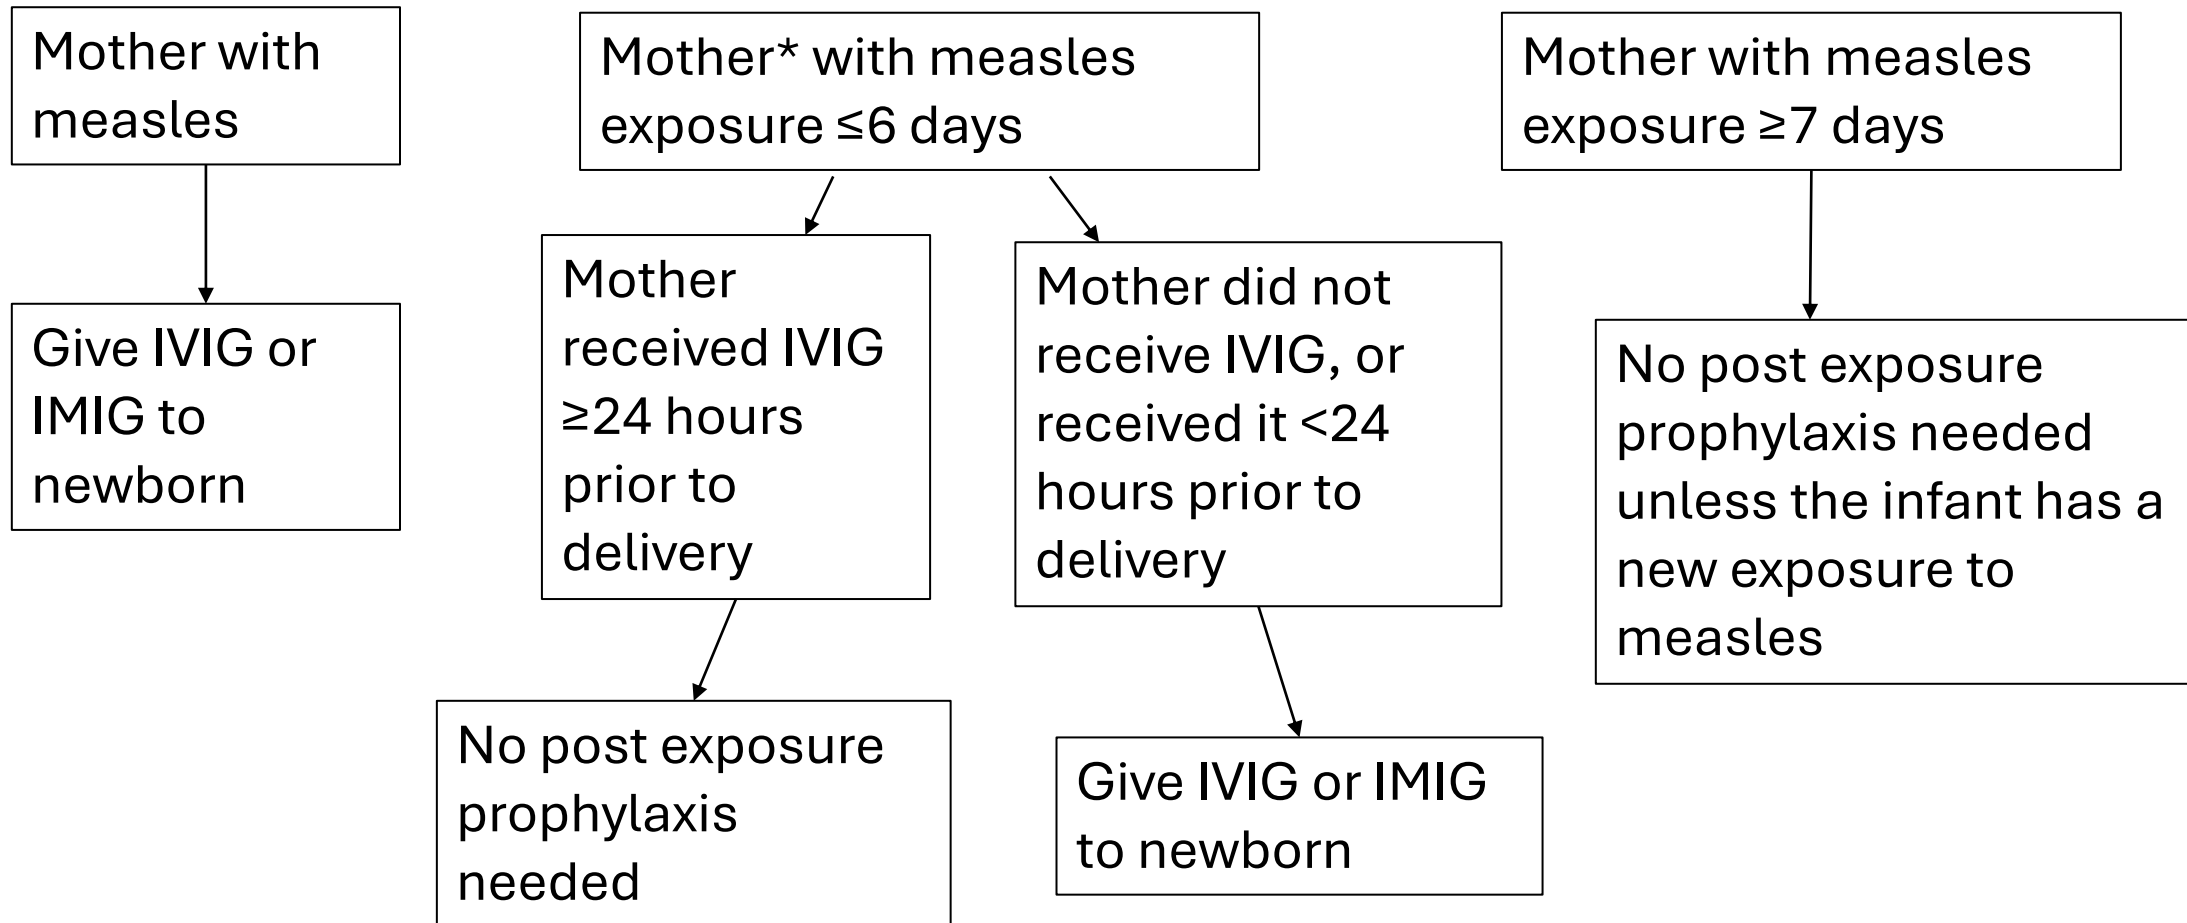 Mother with
measles
Give IVIG or
IMIG to
newborn
Mother* with measles
exposure ≤6 days
Mother
received IVIG
≥24 hours
prior to
delivery
No post exposure
prophylaxis
needed
Mother did not
receive IVIG, or
received it <24
hours prior to
delivery
Give IVIG or IMIG
to newborn
Mother with measles
exposure ≥7 days
No post exposure
prophylaxis needed
unless the infant has a
new exposure to
measles